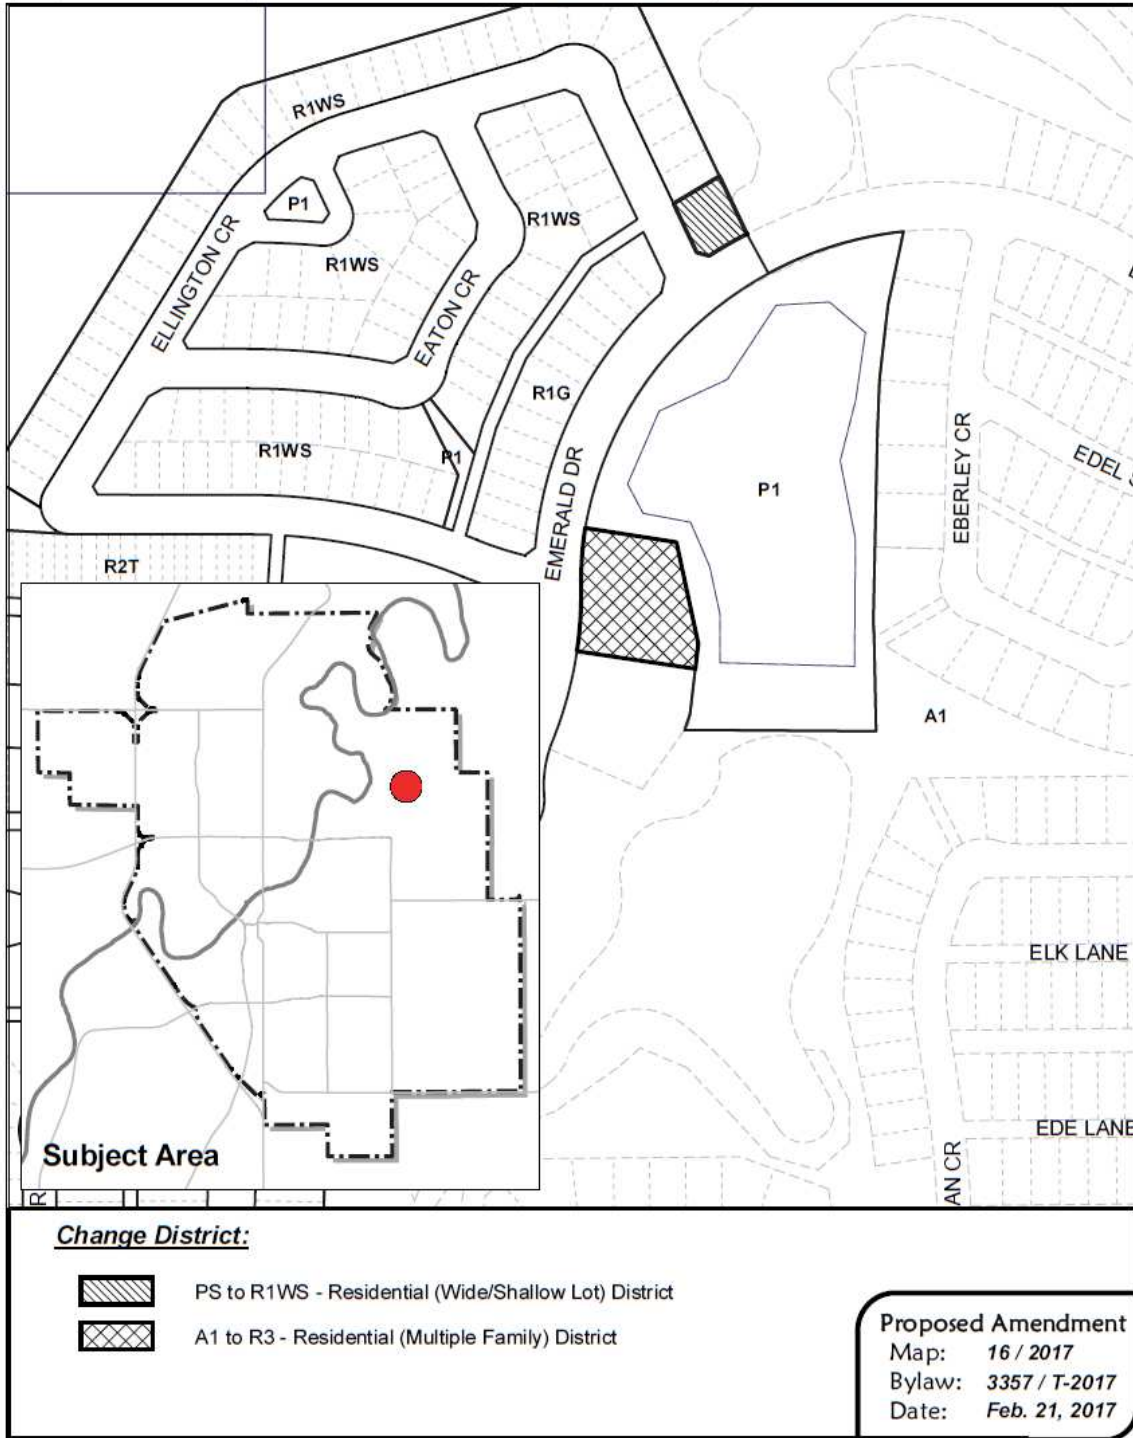 R1WS
P1
R1WS
R1WS
ELLINGTON CR
EATON CR
R1G
R1WS
P1
EMERALD DR
P1
EBERLEY CR
EDEL
R2T
A1
ELK LANE
EDE LANE
AN CR
R
Subject Area
Change District:
PS to R1WS - Residential (Wide/Shallow Lot) District
A1 to R3 - Residential (Multiple Family) District
Proposed Amendment
Map: 16 / 2017
Bylaw: 3357 / T-2017
Date: Feb. 21, 2017